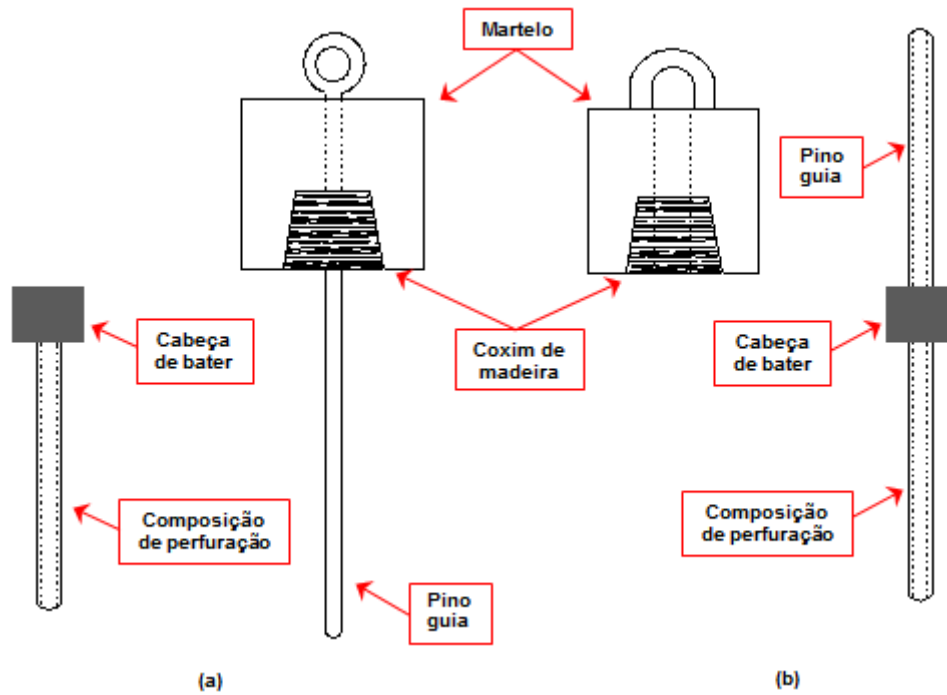 Martelo
Pino
guia
Cabeça
de bater
Coxim de
madeira
Cabeça
de bater
Composição
de perfuração
Composição
de perfuração
Pino
guia
(a)
(b)